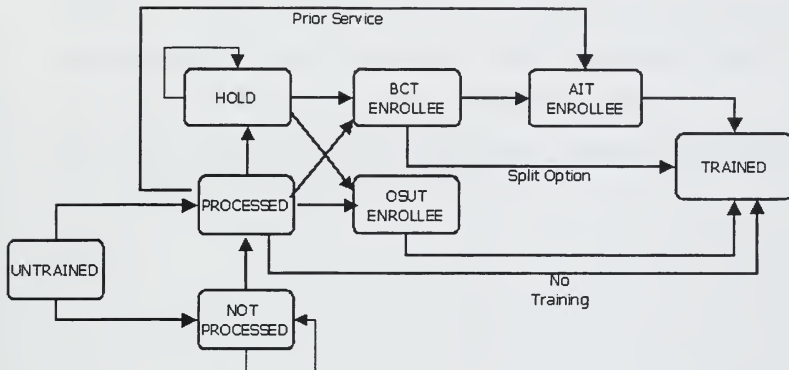 Prior Service
HOLD
BCT
ENROLLEE
AIT
ENROLLEE
TRAINED
Split Option
PROCESSED
OSUT
ENROLLEE
UNTRAINED
No
Training
NOT
PROCESSED